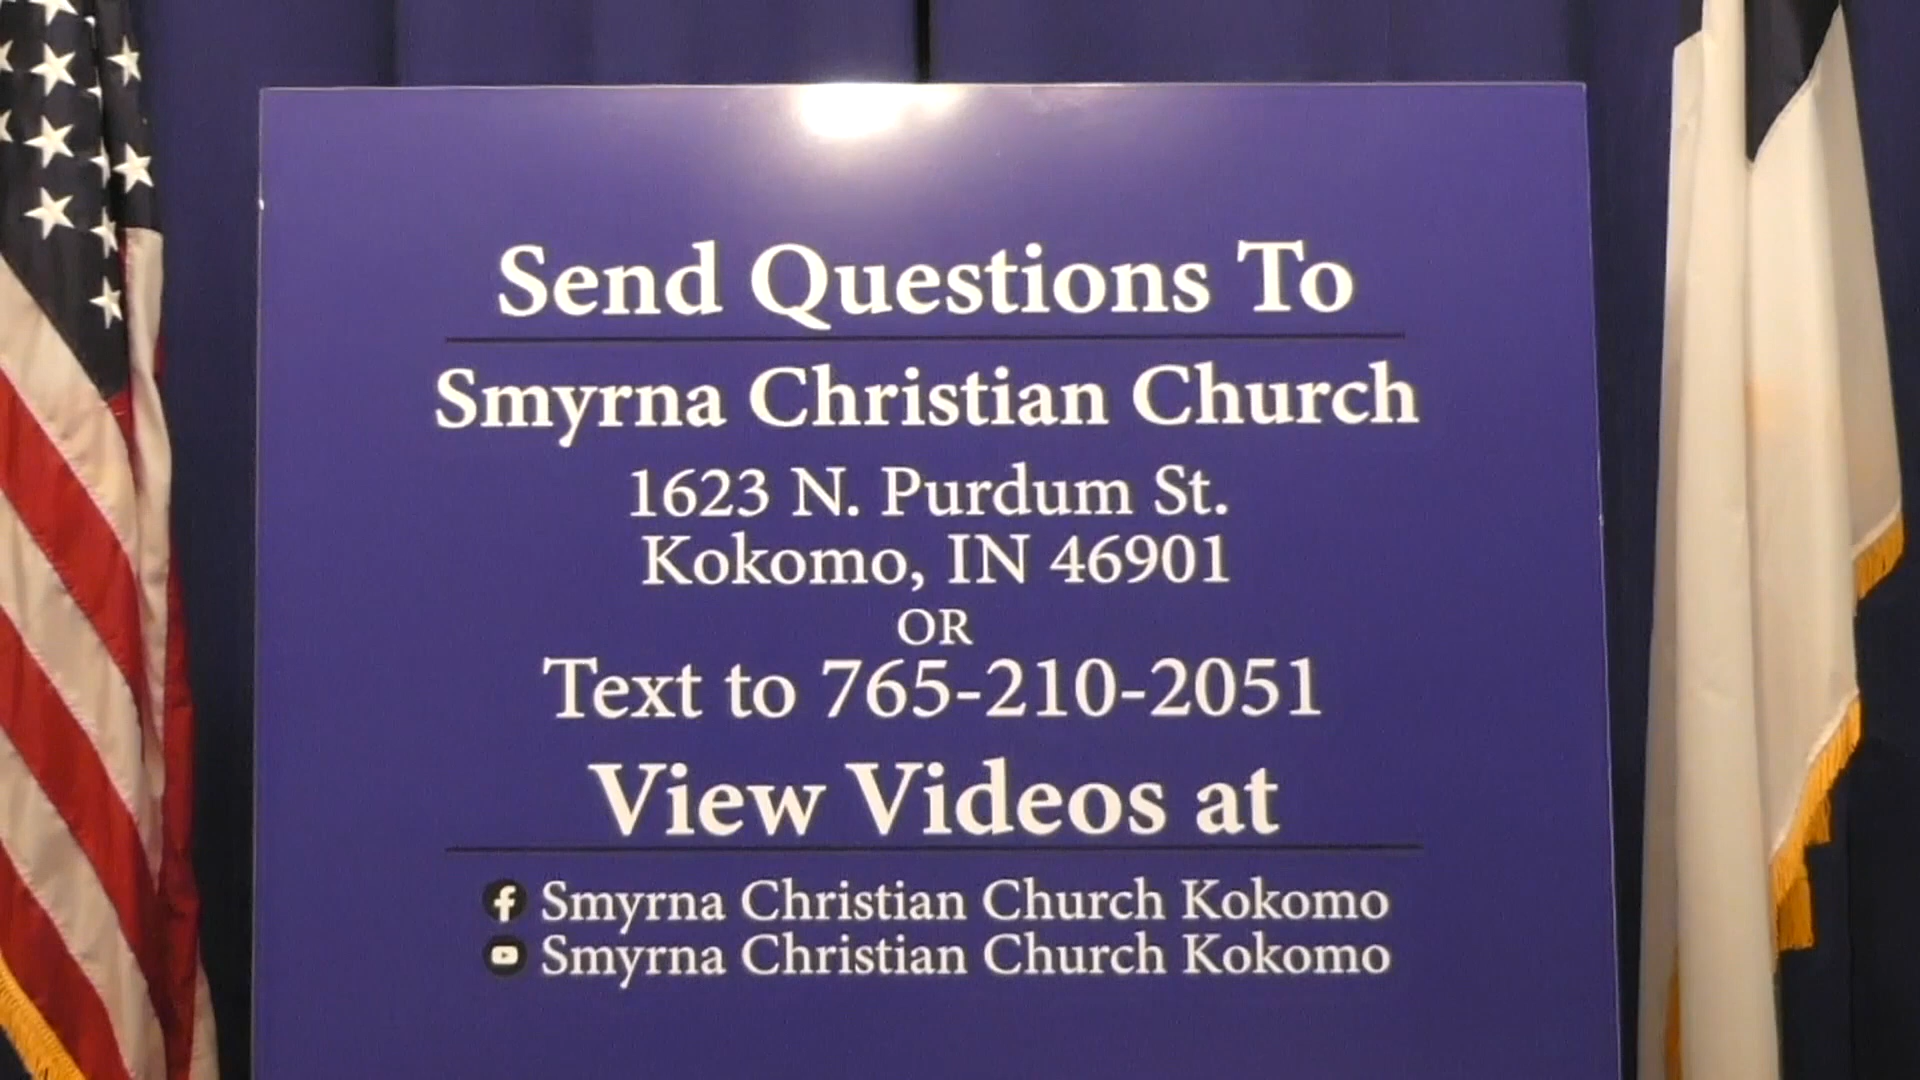 Send Questions To
Smyrna Christian Church
1623 N. Purdum St.
Kokomo, IN 46901
OR
Text to 765-210-2051
View Videos at
Smyrna Christian Church Kokomo
Smyrna Christian Church Kokomo